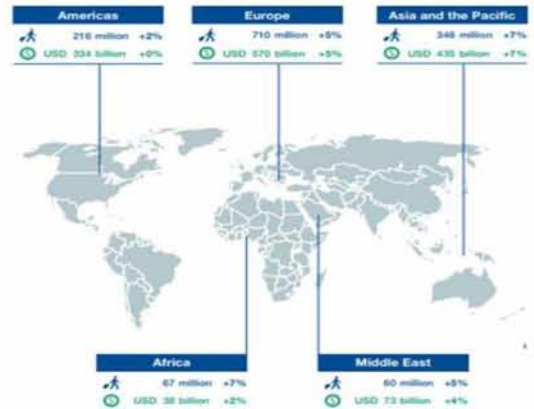 Americas
216 million +2%
USD 334 billion +0%
Europe
710 million +5%
USD 570 billion +5%
Asia and the Pacific
348 million +7%
USD 435 billion +7%
Africa
67 million +7%
USD 38 billion +2%
Middle East
60 million +5%
USD 73 billion +4%